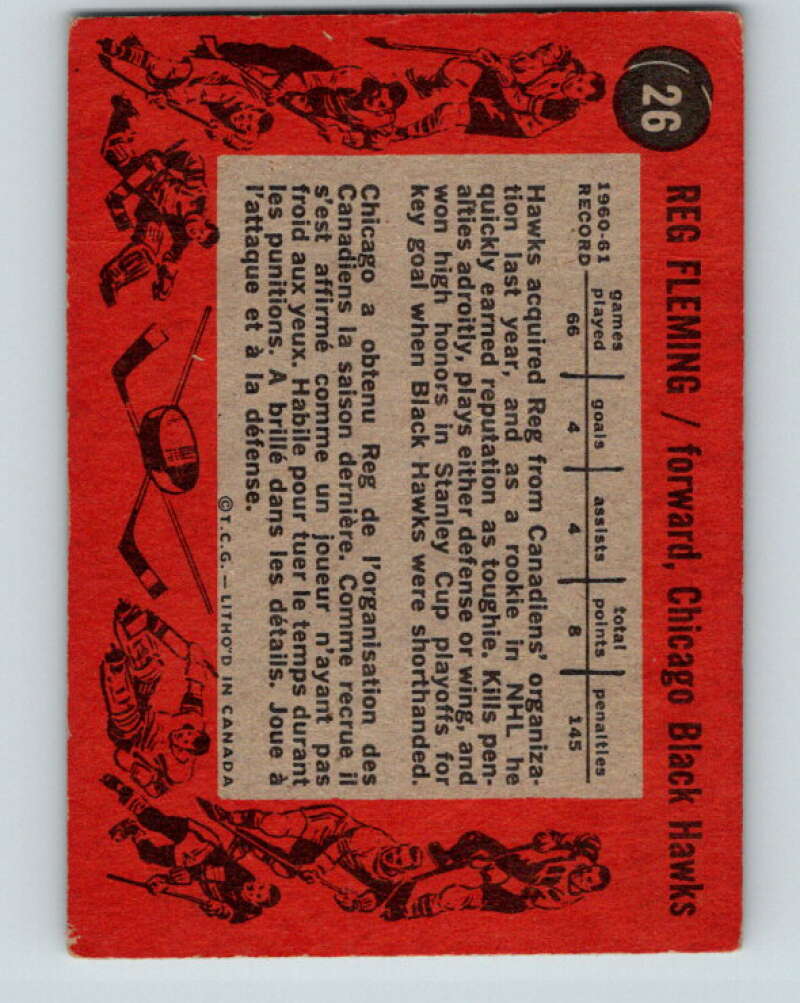 26
REG FLEMING / forward, Chicago Black Hawks
games played goals assists total points penalties
1960-61 RECORD 66 4 4 8 145
Hawks acquired Reg from Canadiens' organiza-
tion last year, and as a rookie in NHL he
quickly earned reputation as toughie. Kills pen-
alties adroitly, plays either defense or wing, and
won high honors in Stanley Cup playoffs for
key goal when Black Hawks were shorthanded.
Chicago a obtenu Reg de l'organisation des
Canadiens la saison dernière. Comme recrue il
s'est affirmé comme un joueur n'ayant pas
froid aux yeux. Habile pour tuer le temps durant
les punitions. A brillé dans les détails. Joue à
l'attaque et à la défense.
©T.C.G. — LITHO'D IN CANADA